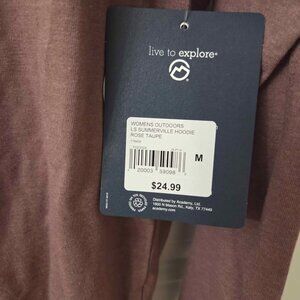 live to explore®
WOMENS OUTDOORS
LS SUMMERVILLE HOODIE
ROSE TAUPE
M
$24.99
Distributed by Academy, Ltd.
1800 N Mason Rd., Katy, TX 77449
academy.com